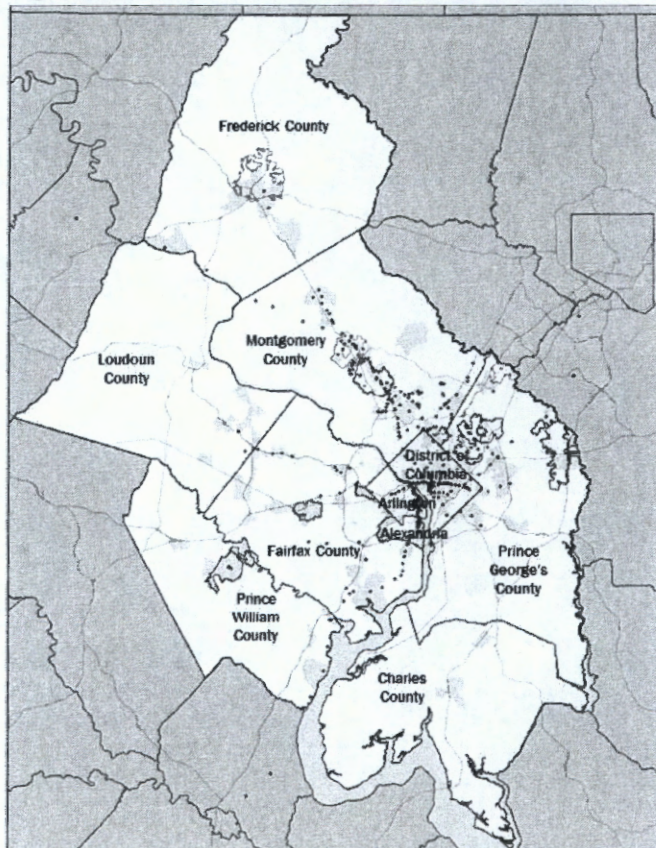 Frederick County
Montgomery
County
Loudoun
County
District of
Columbia
Arlington
Alexandria
Fairfax County
Prince
George's
County
Prince
William
County
Charles
County